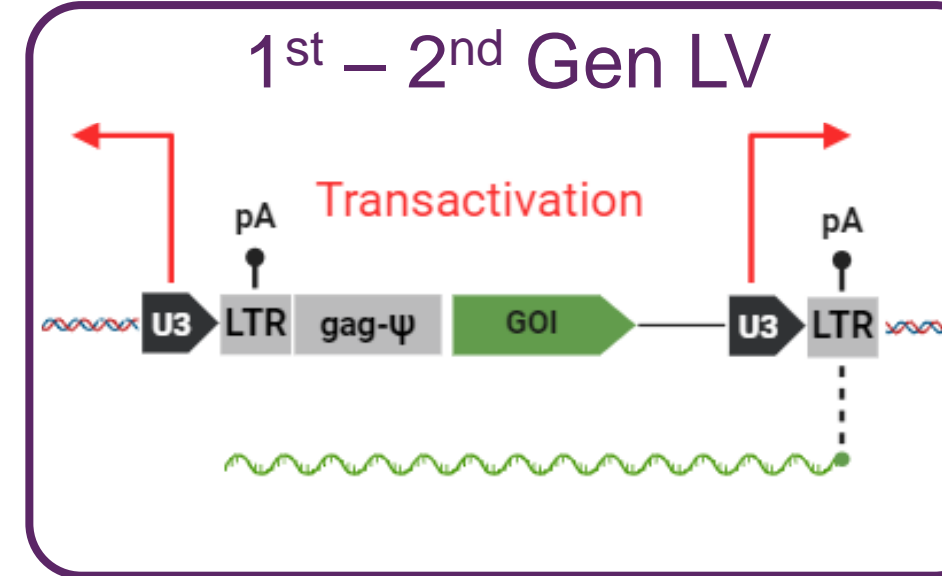 1st – 2nd Gen LV
Transactivation
pA
pA
U3 LTR gag-ψ GOI U3 LTR